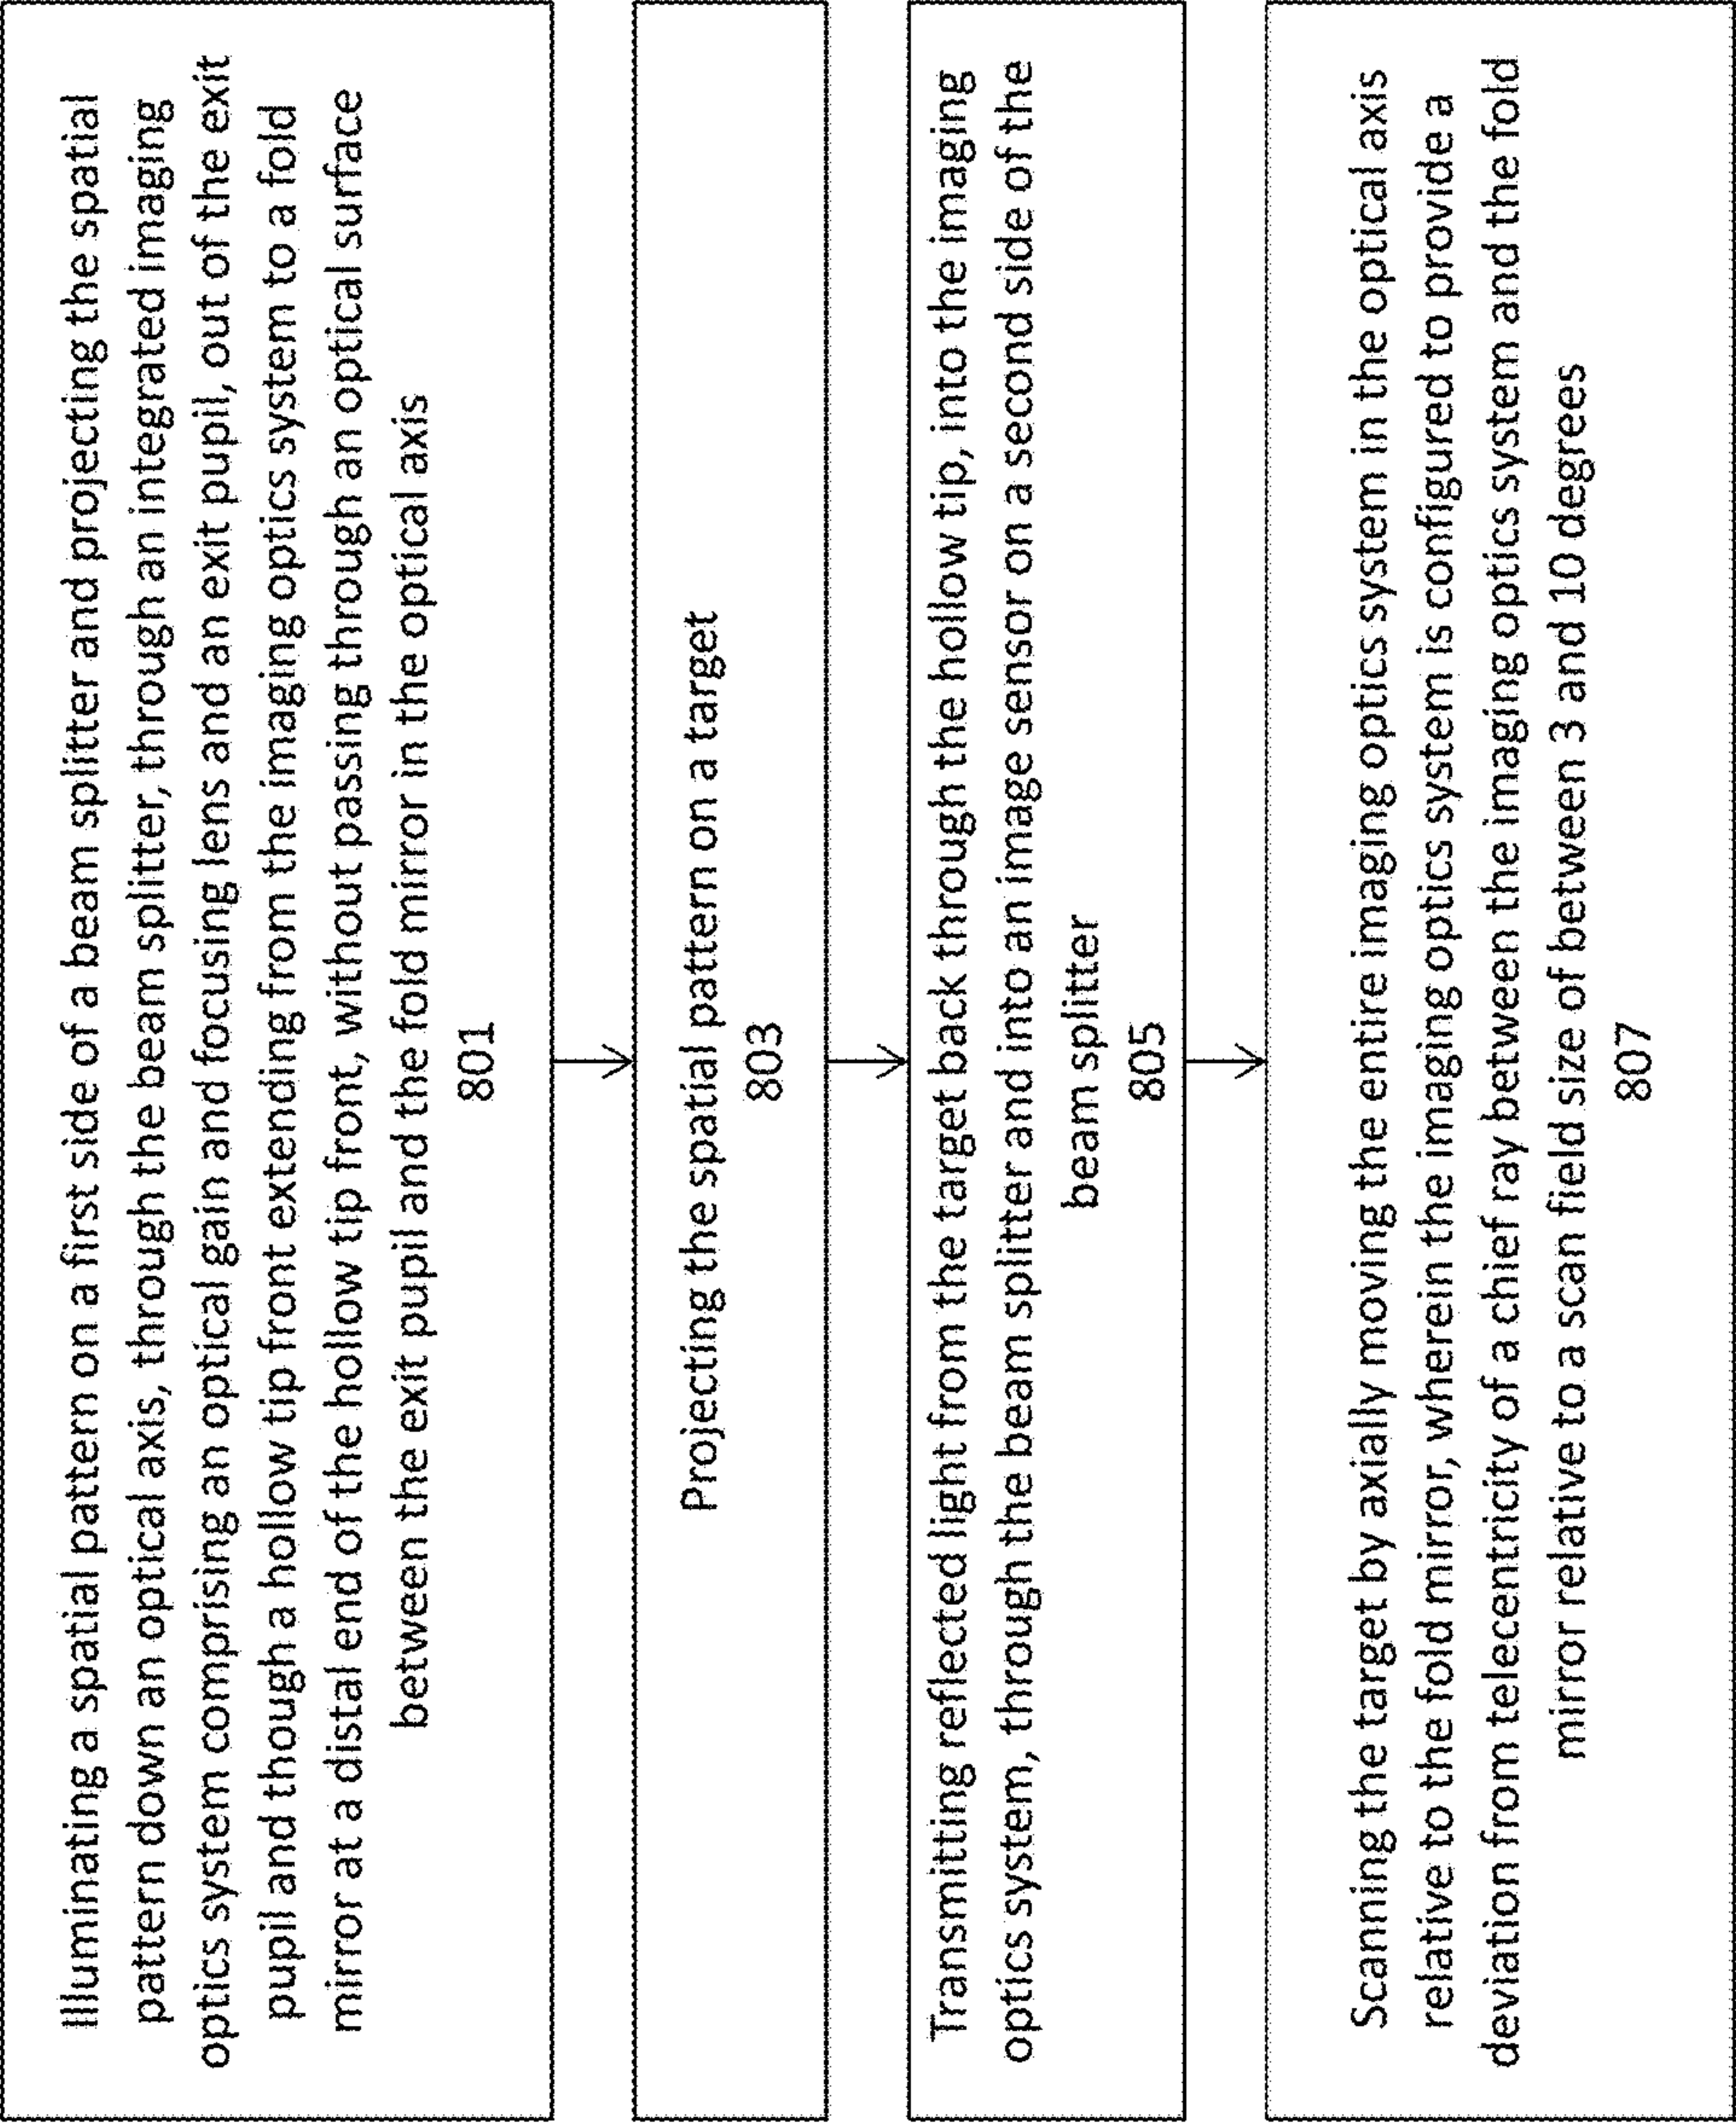 Illuminating a spatial pattern on a first side of a beam splitter and projecting the spatial
pattern down an optical axis, through the beam splitter, through an integrated imaging
optics system comprising an optical gain and focusing lens and an exit pupil, out of the exit
pupil and though a hollow tip front extending from the imaging optics system to a fold
mirror at a distal end of the hollow tip front, without passing through an optical surface
between the exit pupil and the fold mirror in the optical axis
801
Projecting the spatial pattern on a target
803
Transmitting reflected light from the target back through the hollow tip, into the imaging
optics system, through the beam splitter and into an image sensor on a second side of the
beam splitter
805
Scanning the target by axially moving the entire imaging optics system in the optical axis
relative to the fold mirror, wherein the imaging optics system is configured to provide a
deviation from telecentricity of a chief ray between the imaging optics system and the fold
mirror relative to a scan field size of between 3 and 10 degrees
807